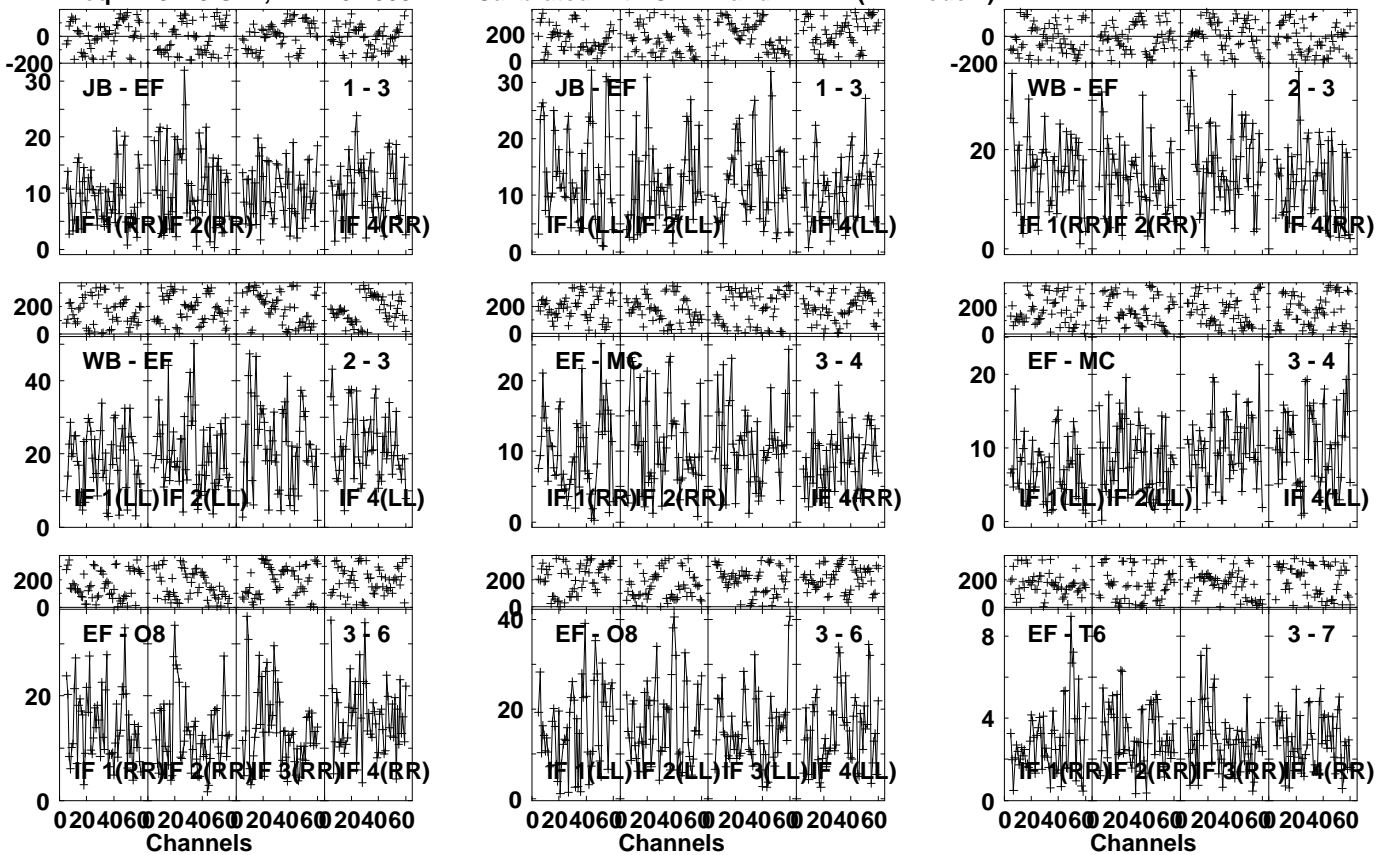 0
-200
200
0
0
-200
30
20
10
0
JB - EF
1 - 3
IF 1(RR)
IF 2(RR)
IF 4(RR)
30
20
10
0
JB - EF
1 - 3
IF 1(LL)
IF 2(LL)
IF 4(LL)
20
0
WB - EF
2 - 3
IF 1(RR)
IF 2(RR)
IF 4(RR)
200
0
200
0
200
0
40
20
0
WB - EF
2 - 3
IF 1(LL)
IF 2(LL)
IF 4(LL)
20
10
0
EF - MC
3 - 4
IF 1(RR)
IF 2(RR)
IF 4(RR)
20
10
0
EF - MC
3 - 4
IF 1(LL)
IF 2(LL)
IF 4(LL)
200
0
200
0
200
0
20
0
EF - O8
3 - 6
IF 1(RR)
IF 2(RR)
IF 3(RR)
IF 4(RR)
40
20
0
EF - O8
3 - 6
IF 1(LL)
IF 2(LL)
IF 3(LL)
IF 4(LL)
8
4
0
EF - T6
3 - 7
IF 1(RR)
IF 2(RR)
IF 3(RR)
IF 4(RR)
0 20 40 60 0 20 40 60 0 20 40 60 0 20 40 60
0 20 40 60 0 20 40 60 0 20 40 60 0 20 40 60
0 20 40 60 0 20 40 60 0 20 40 60 0 20 40 60
Channels
Channels
Channels